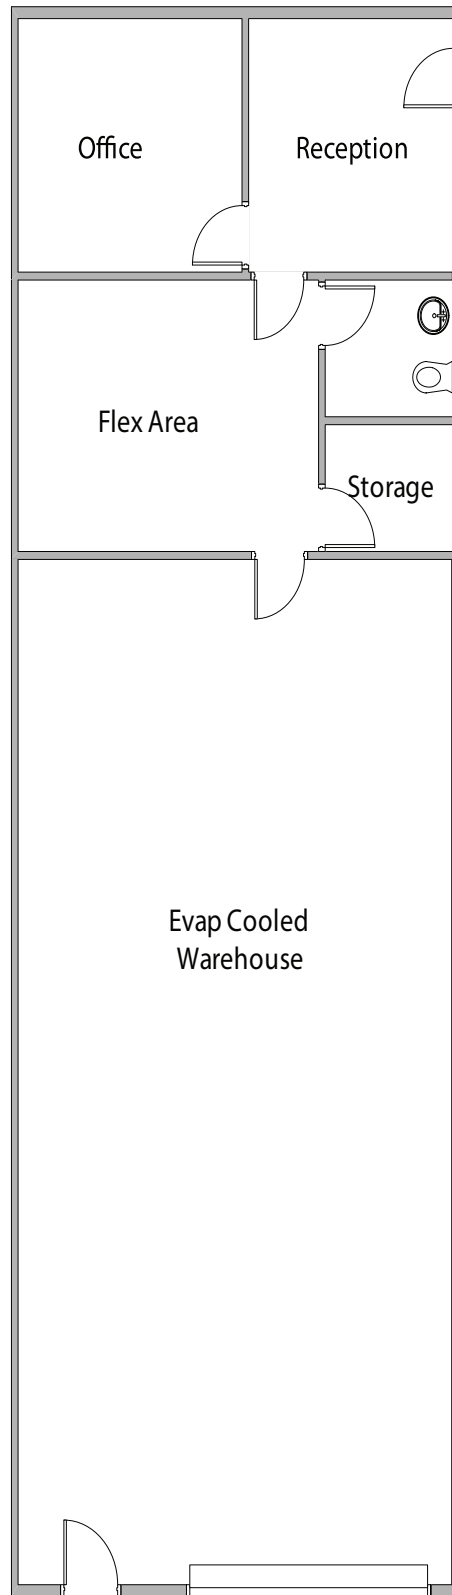 Office
Reception
Flex Area
Storage
Evap Cooled
Warehouse